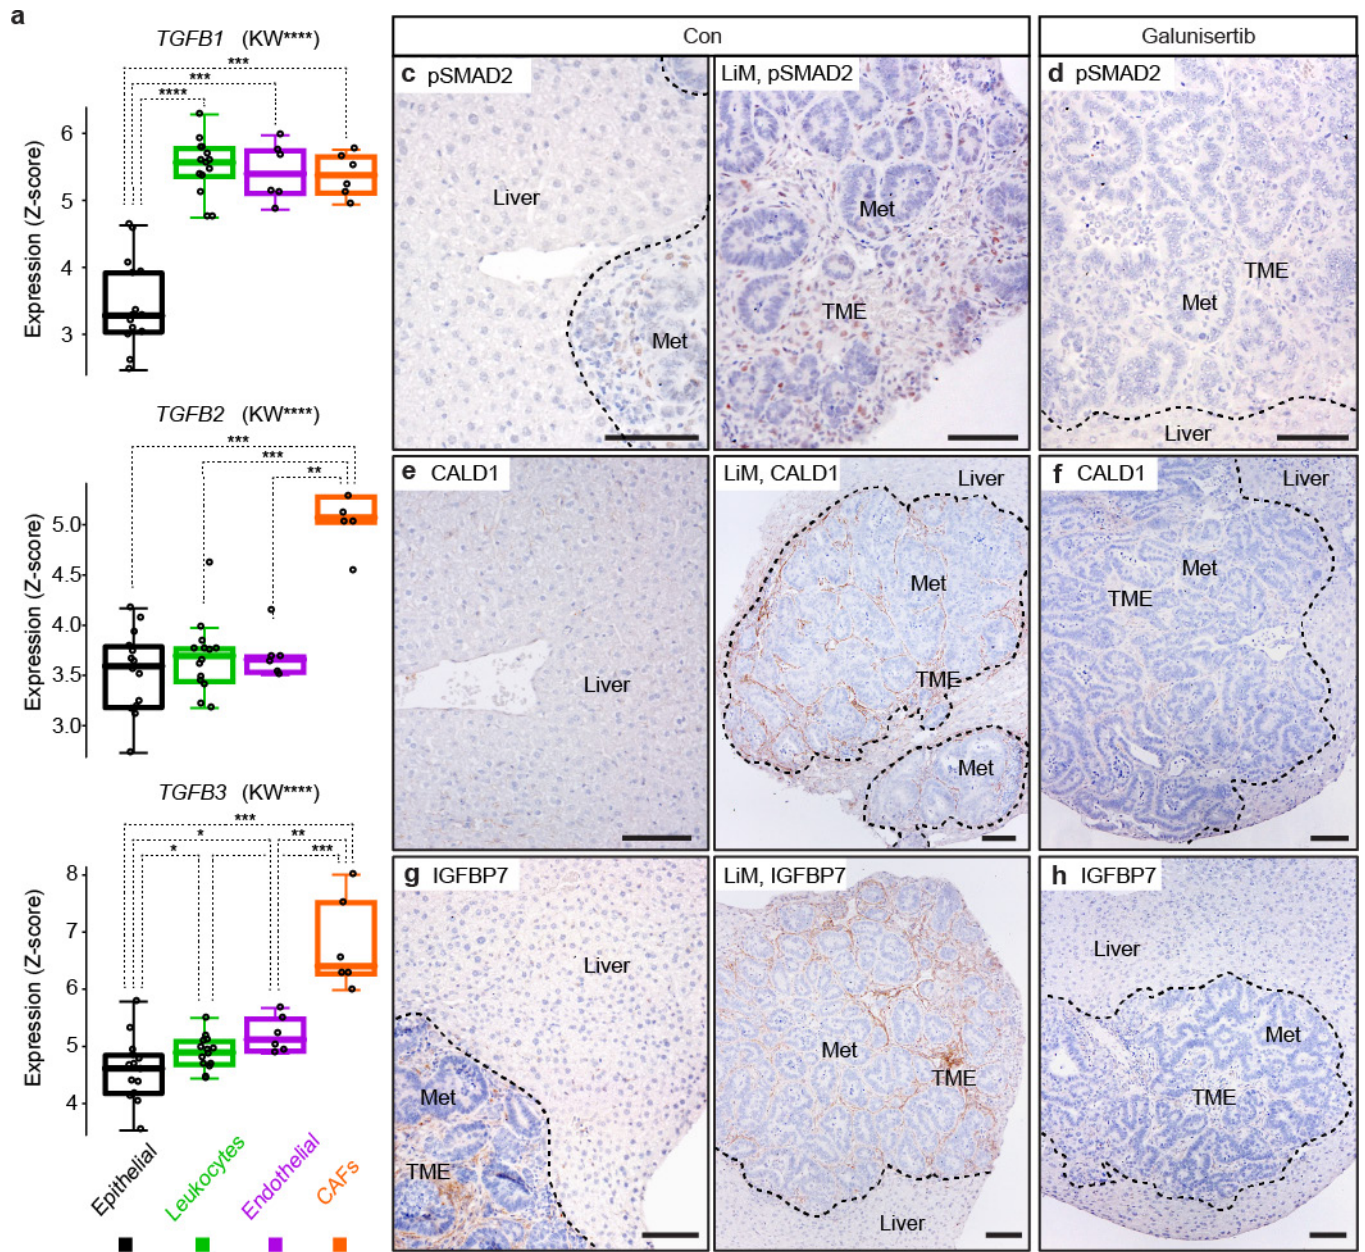 a
TGFB1 (KW****)
***
***
****
Expression (Z-score)
6
5
4
3
TGFB2 (KW****)
***
***
**
Expression (Z-score)
5.0
4.5
4.0
3.5
3.0
TGFB3 (KW****)
***
* **
* ***
Expression (Z-score)
8
7
6
5
4
Epithelial
Leukocytes
Endothelial
CAFs
Con
Galunisertib
c pSMAD2
Liver
Met
LiM, pSMAD2
Met
TME
d pSMAD2
TME
Met
Liver
e CALD1
Liver
LiM, CALD1
Liver
Met
TME
Met
f CALD1
Liver
Met
TME
g IGFBP7
Liver
Met
TME
LiM, IGFBP7
Met
TME
Liver
h IGFBP7
Liver
Met
TME